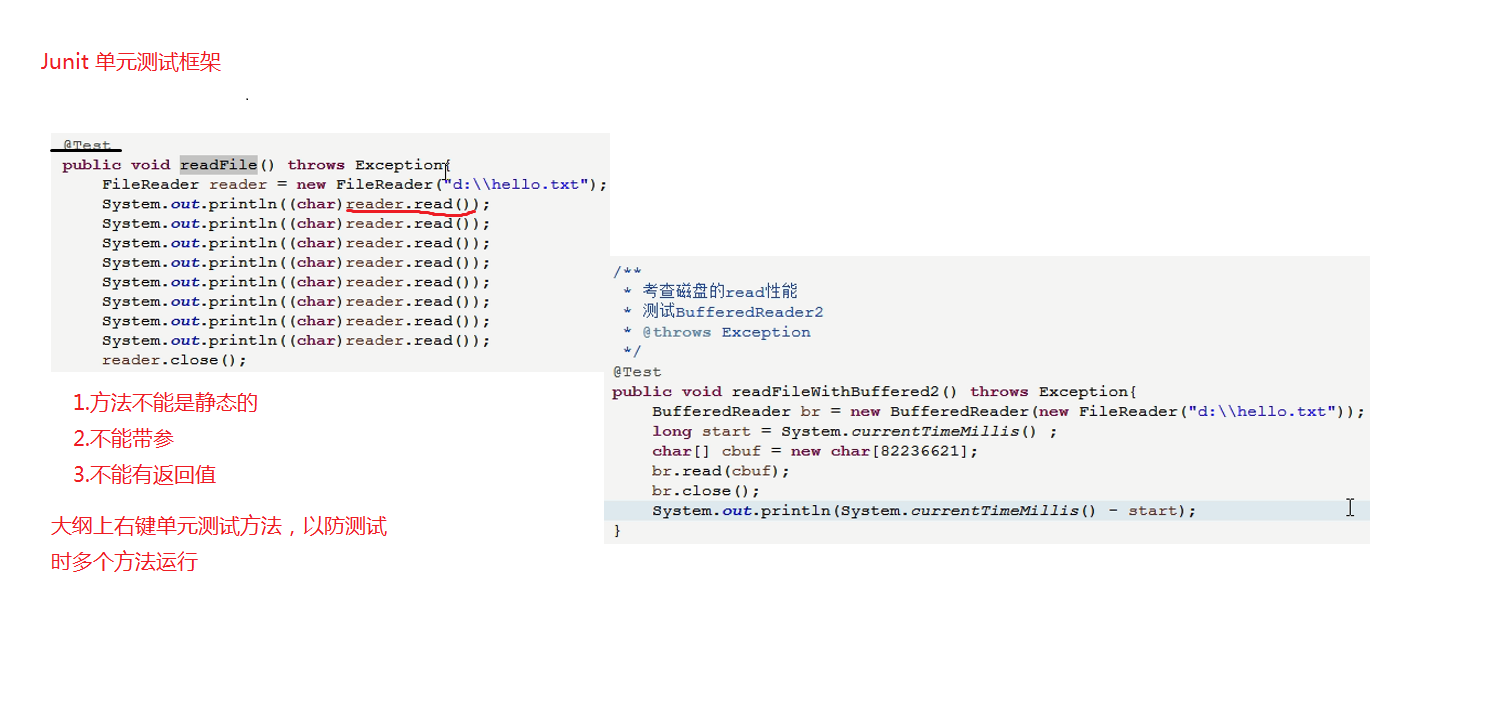 Junit 单元测试框架
@Test
public void readFile() throws Exception{
FileReader reader = new FileReader("d:\\hello.txt");
System.out.println((char)reader.read());
System.out.println((char)reader.read());
System.out.println((char)reader.read());
System.out.println((char)reader.read());
System.out.println((char)reader.read());
System.out.println((char)reader.read());
System.out.println((char)reader.read());
System.out.println((char)reader.read());
reader.close();
1.方法不能是静态的
2.不能带参
3.不能有返回值
大纲上右键单元测试方法，以防测试
时多个方法运行
/**
* 考查磁盘的read性能
* 测试BufferedReader2
* @throws Exception
*/
@Test
public void readFileWithBuffered2() throws Exception{
BufferedReader br = new BufferedReader(new FileReader("d:\\hello.txt"));
long start = System.currentTimeMillis() ;
char[] cbuf = new char[82236621];
br.read(cbuf);
br.close();
System.out.println(System.currentTimeMillis() - start);
}